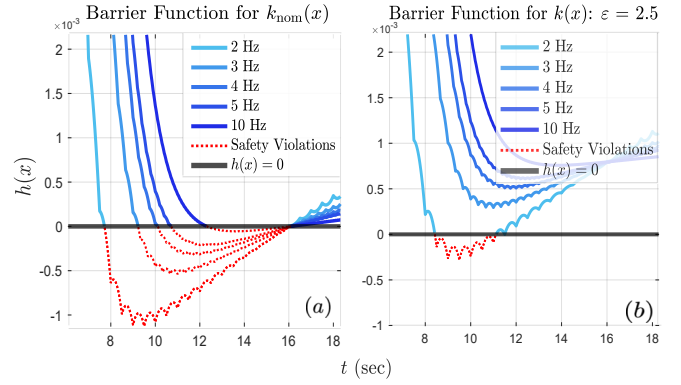 Barrier Function for k_nom(x)
×10⁻³
2
1.5
1
0.5
0
-0.5
-1
h(x)
2 Hz
3 Hz
4 Hz
5 Hz
10 Hz
Safety Violations
h(x) = 0
(a)
8 10 12 14 16 18
Barrier Function for k(x): ε = 2.5
×10⁻³
2
1.5
1
0.5
0
-0.5
-1
2 Hz
3 Hz
4 Hz
5 Hz
10 Hz
Safety Violations
h(x) = 0
(b)
8 10 12 14 16 18
t (sec)